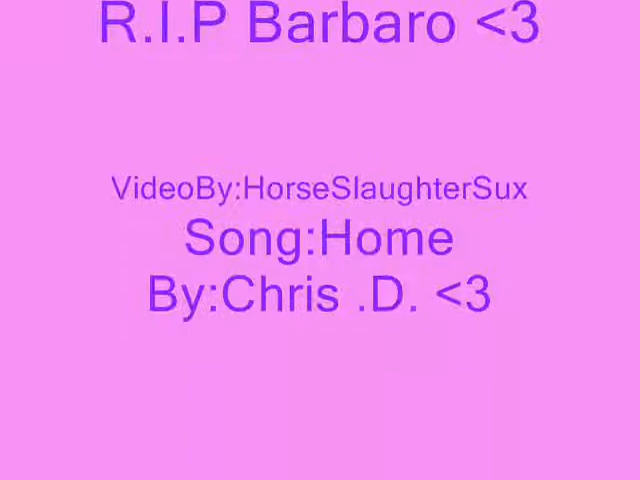 R.I.P Barbaro <3
VideoBy:HorseSlaughterSux
Song:Home
By:Chris .D. <3